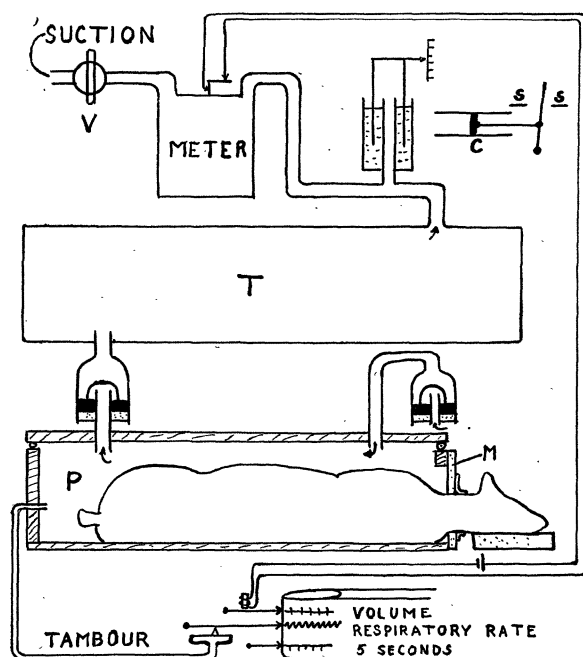 SUCTION
V
METER
S S
C
T
P
M
VOLUME
RESPIRATORY RATE
5 SECONDS
TAMBOUR